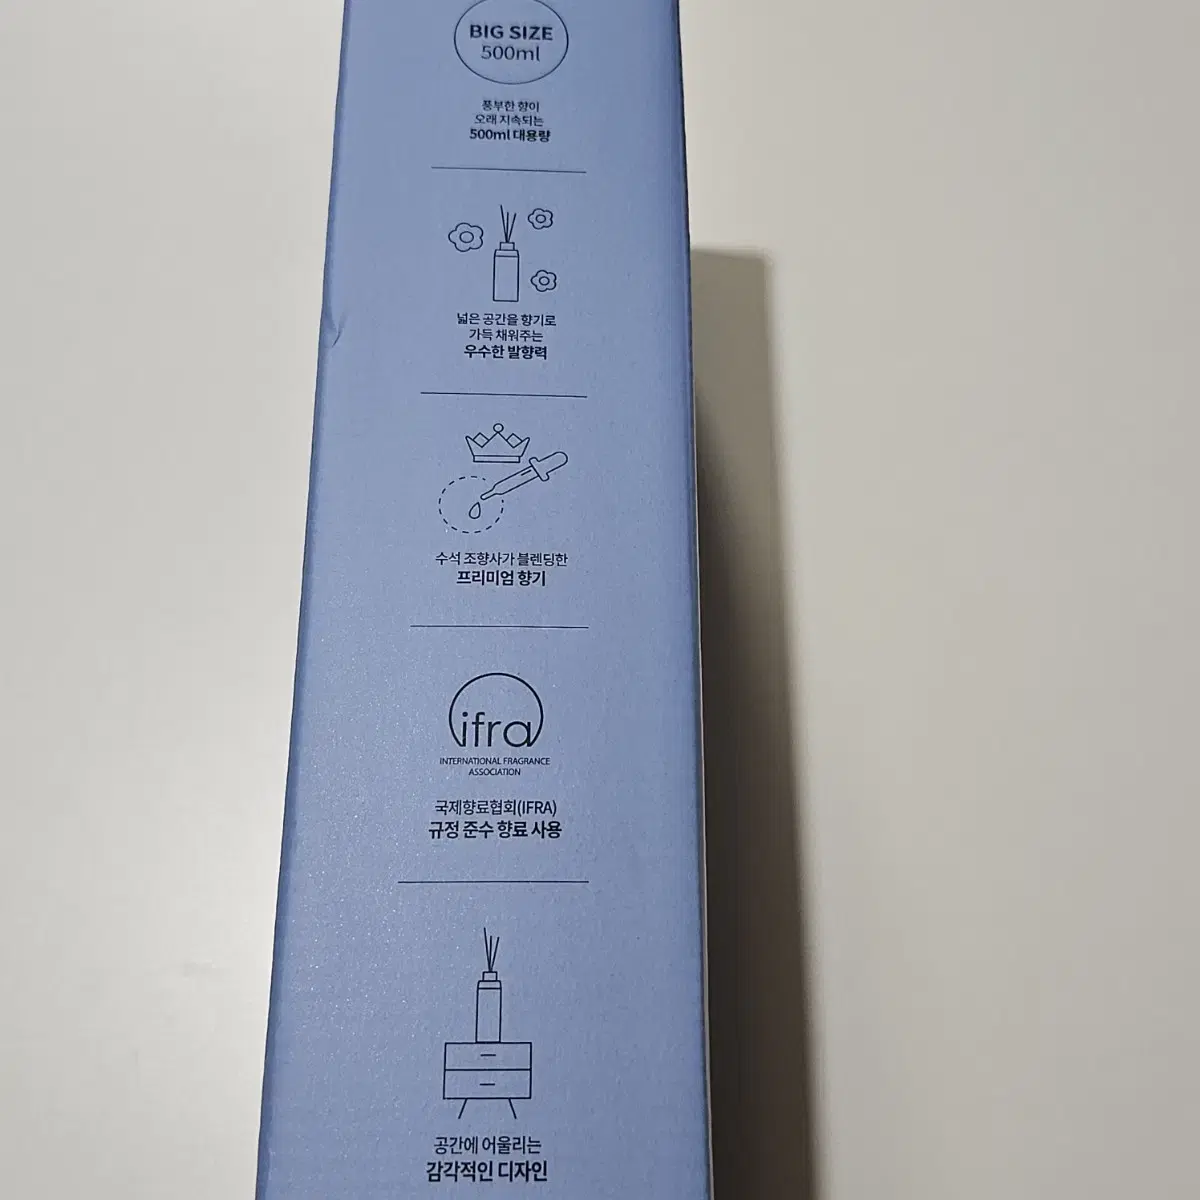 BIG SIZE
500ml
풍부한 향이
오래 지속되는
500ml 대용량
넓은 공간을 향기로
가득 채워주는
우수한 발향력
수석 조향사가 블렌딩한
프리미엄 향기
ifra
INTERNATIONAL FRAGRANCE
ASSOCIATION
국제향료협회(IFRA)
규정 준수 향료 사용
공간에 어울리는
감각적인 디자인